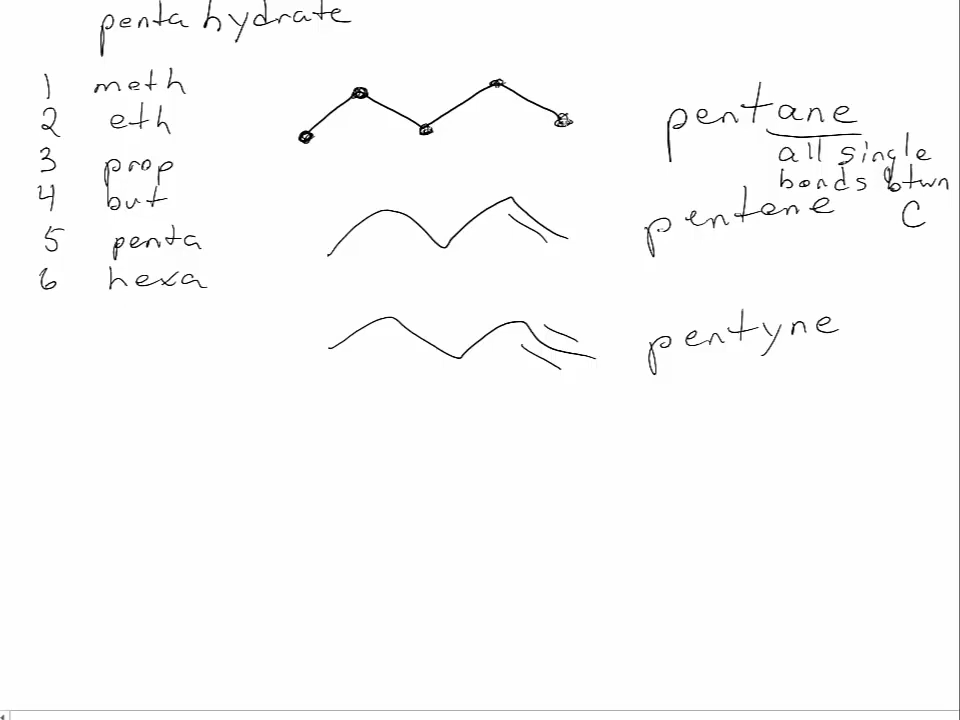 penta hydrate
1 meth
2 eth
3 prop
4 but
5 penta
6 hexa
pentane
all single
bonds btwn
C
pentene
pentyne